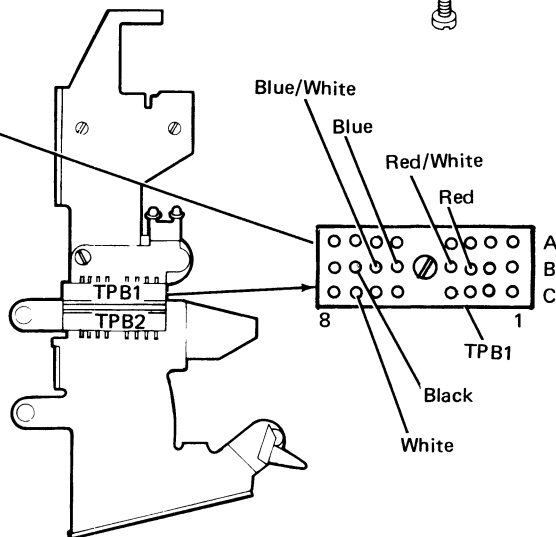 Blue/White
Blue
Red/White
Red
A
B
C
8
1
TPB1
TPB1
TPB2
Black
White